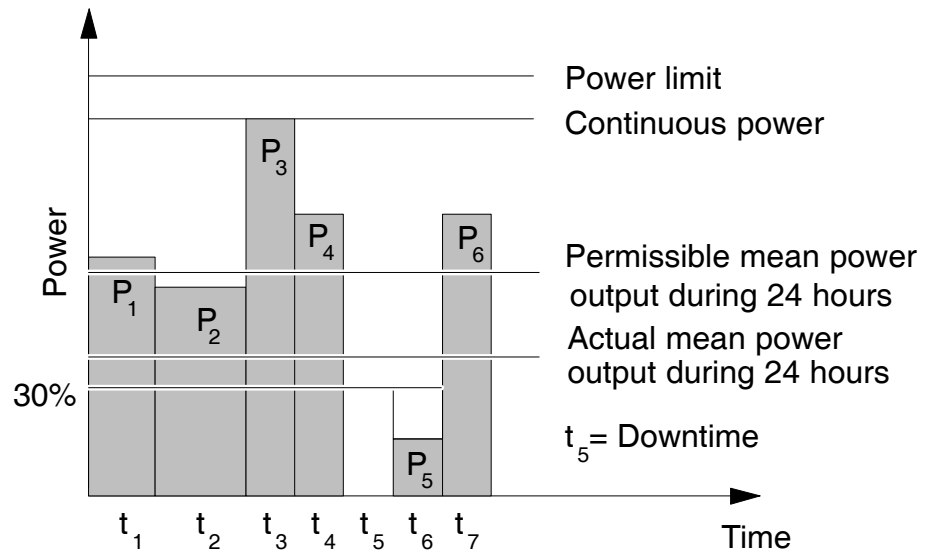 Power limit
Continuous power
P3
P4
P6
Power
Permissible mean power
output during 24 hours
P1
P2
Actual mean power
output during 24 hours
30%
t5= Downtime
P5
t1 t2 t3 t4 t5 t6 t7
Time